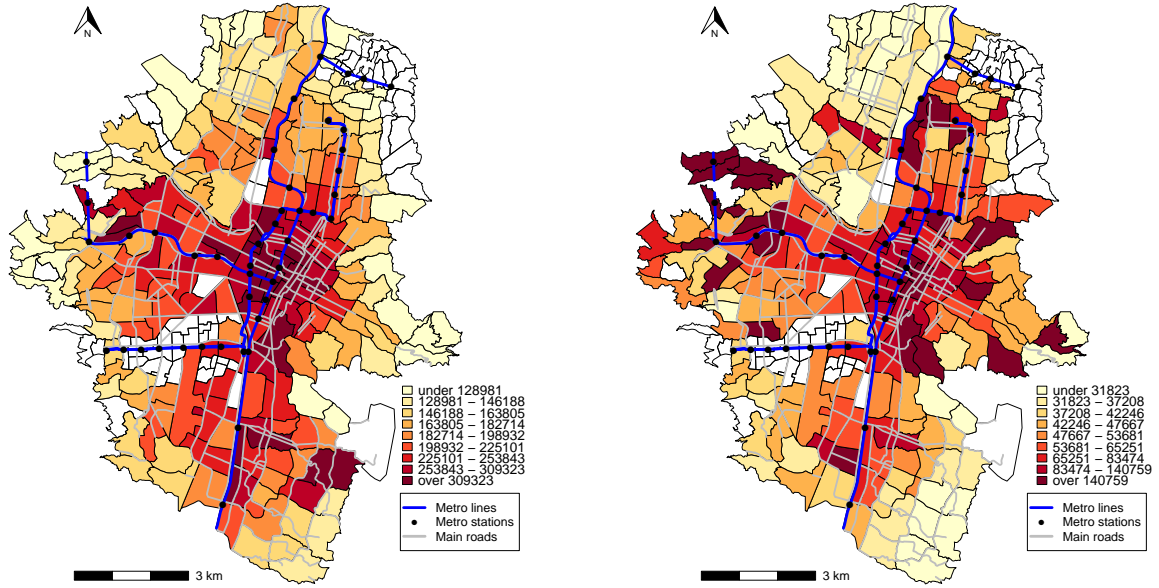 N
under 128981
128981 − 146188
146188 − 163805
163805 − 182714
182714 − 198932
198932 − 225101
225101 − 253843
253843 − 309323
over 309323
Metro lines
Metro stations
Main roads
3 km
N
under 31823
31823 − 37208
37208 − 42246
42246 − 47667
47667 − 53681
53681 − 65251
65251 − 83474
83474 − 140759
over 140759
Metro lines
Metro stations
Main roads
3 km